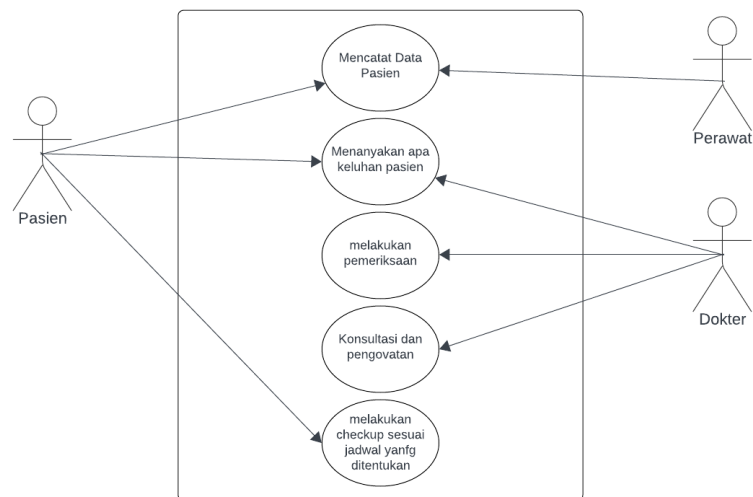 Mencatat Data
Pasien
Perawat
Menanyakan apa
keluhan pasien
Pasien
melakukan
pemeriksaan
Dokter
Konsultasi dan
pengovatan
melakukan
checkup sesuai
jadwal yanfg
ditentukan